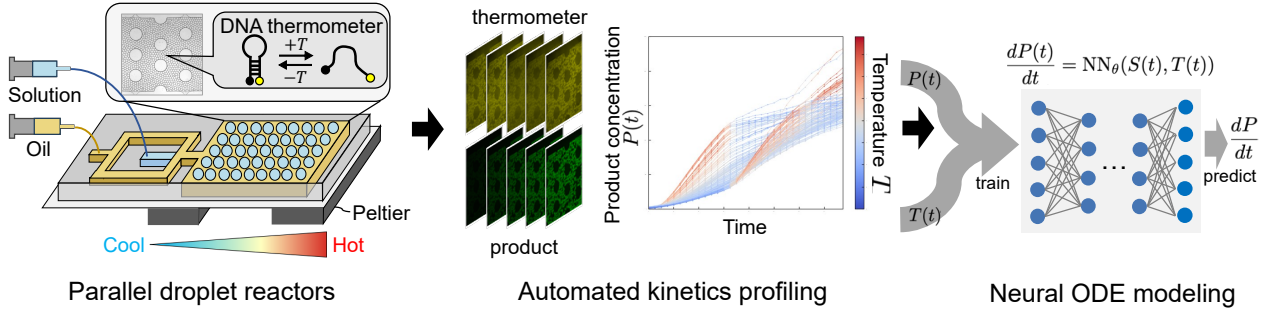 DNA thermometer
+T
−T
Solution
Oil
Peltier
Cool
Hot
Parallel droplet reactors
thermometer
product
Product concentration
P(t)
Time
Temperature T
Automated kinetics profiling
P(t)
T(t)
train
dP(t)/dt = NN_θ(S(t), T(t))
...
dP/dt
predict
Neural ODE modeling